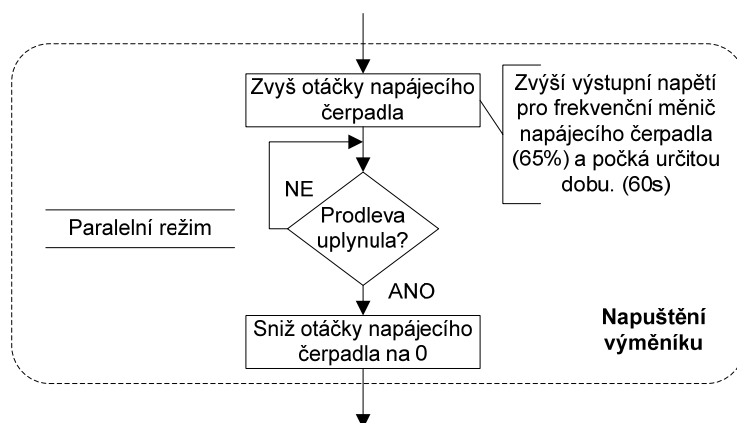 Zvyš otáčky napájecího
čerpadla
Zvýší výstupní napětí
pro frekvenční měnič
napájecího čerpadla
(65%) a počká určitou
dobu. (60s)
NE
Prodleva
uplynula?
Paralelní režim
ANO
Sniž otáčky napájecího
čerpadla na 0
Napuštění
výměníku